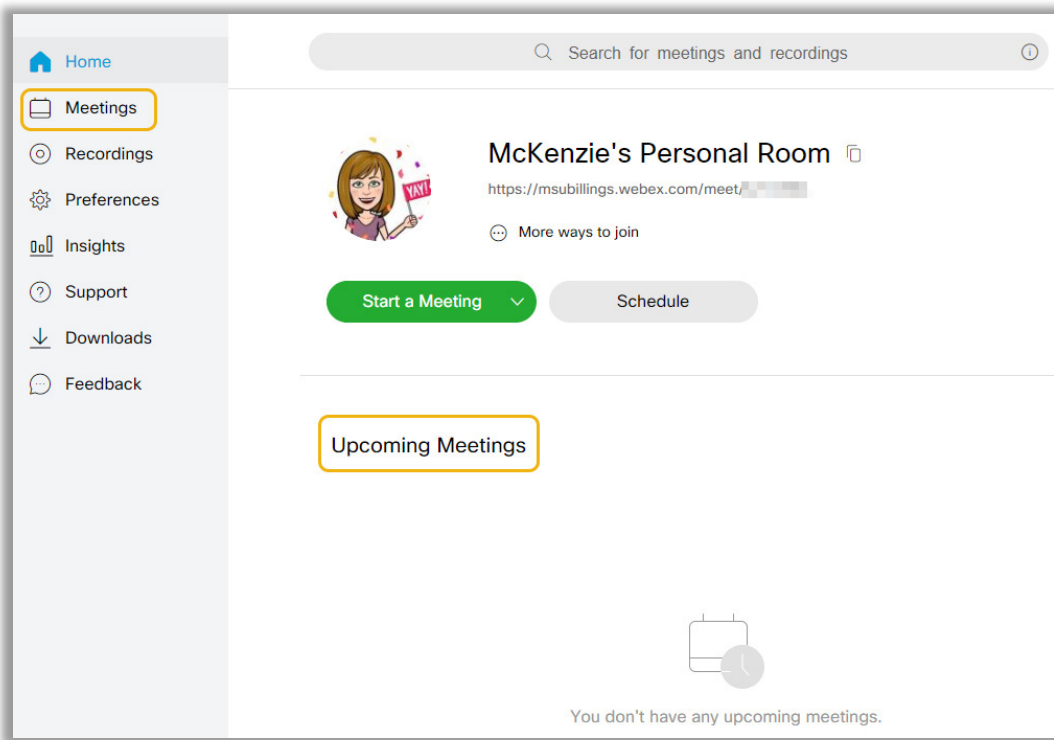 Home
Meetings
Recordings
Preferences
Insights
Support
Downloads
Feedback
Search for meetings and recordings
McKenzie's Personal Room
https://msubillings.webex.com/meet/
More ways to join
YAY!
Start a Meeting
Schedule
Upcoming Meetings
You don't have any upcoming meetings.